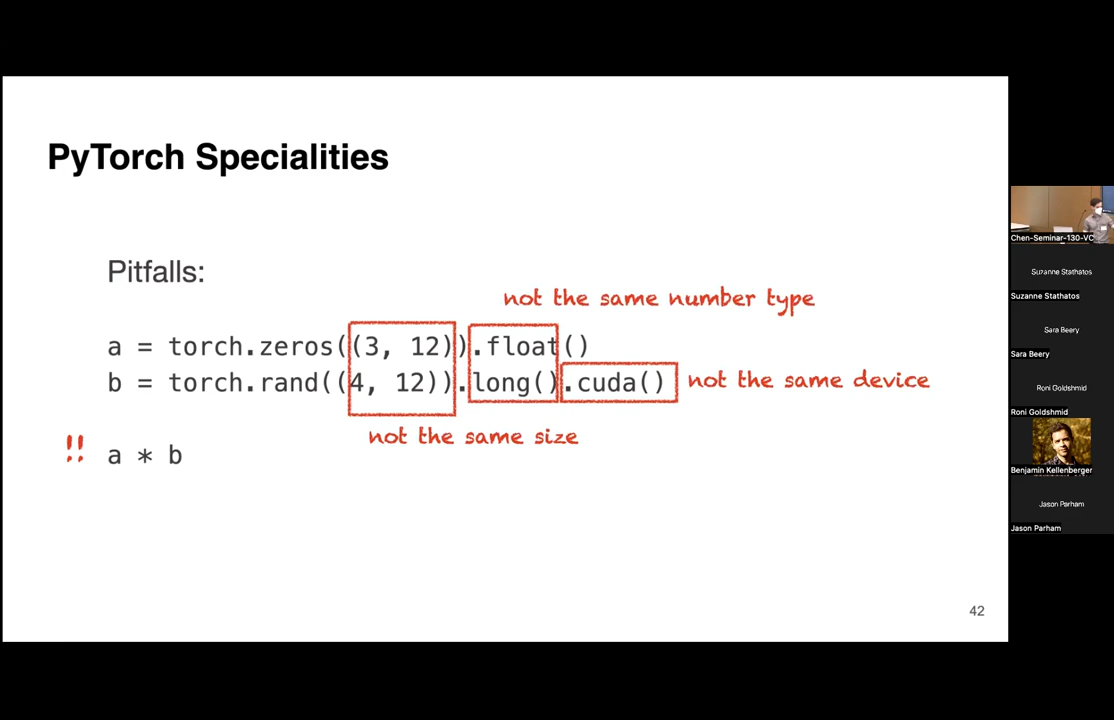 PyTorch Specialities
Pitfalls:
not the same number type
a = torch.zeros((3, 12)).float()
b = torch.rand((4, 12)).long().cuda()
not the same device
not the same size
!! a * b
42
Chen-Seminar-130-VC
Suzanne Stathatos
Suzanne Stathatos
Sara Beery
Sara Beery
Roni Goldshmid
Roni Goldshmid
Benjamin Kellenberger
Jason Parham
Jason Parham